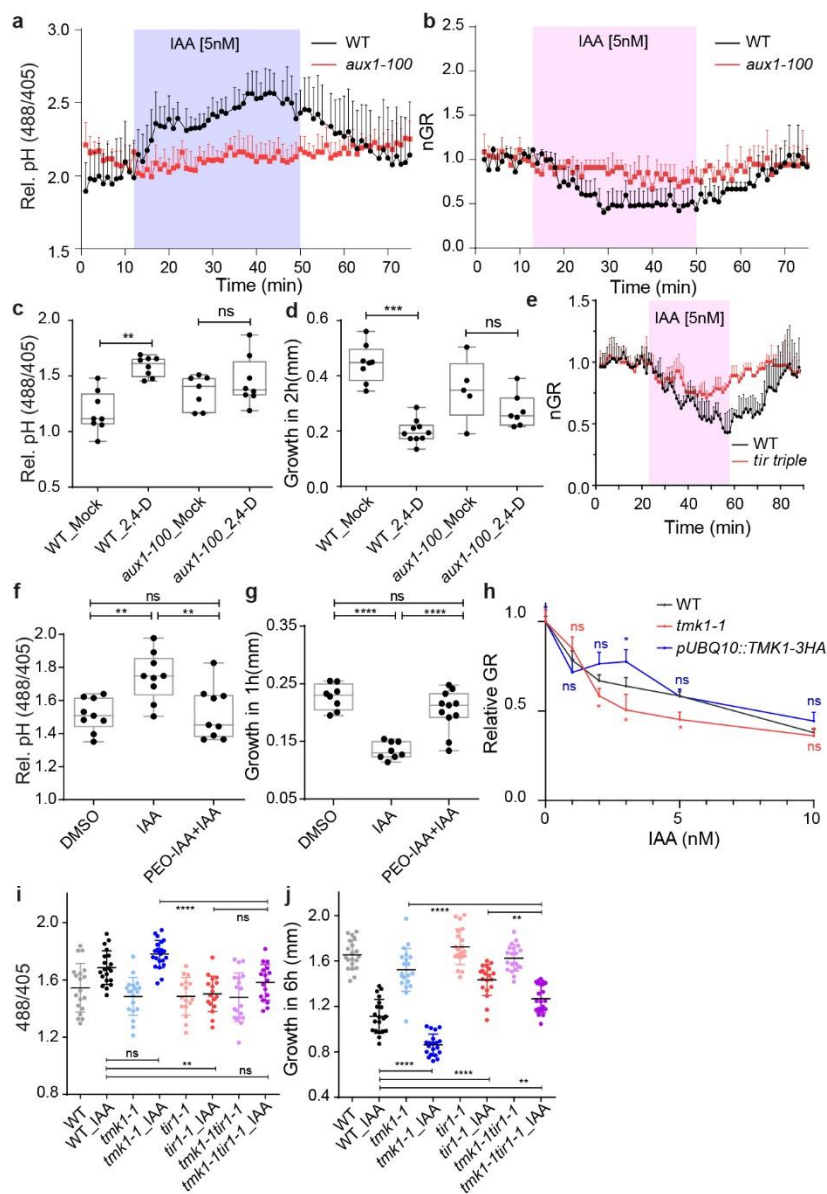 a
IAA [5nM]
WT
aux1-100
Rel. pH (488/405)
3.0
2.5
2.0
1.5
0 10 20 30 40 50 60 70
Time (min)
b
IAA [5nM]
WT
aux1-100
nGR
2.5
2.0
1.5
1.0
0.5
0.0
0 10 20 30 40 50 60 70
Time (min)
c
Rel. pH (488/405)
2.0
1.5
1.0
0.5
**
ns
WT_Mock
WT_2,4-D
aux1-100_Mock
aux1-100_2,4-D
d
Growth in 2h(mm)
0.6
0.4
0.2
0.0
***
ns
WT_Mock
WT_2,4-D
aux1-100_Mock
aux1-100_2,4-D
e
IAA [5nM]
nGR
1.5
1.0
0.5
0
0 20 40 60 80
Time (min)
WT
tir triple
f
Rel. pH (488/405)
2.0
1.8
1.6
1.4
1.2
1.0
ns
** **
DMSO
IAA
PEO-IAA+IAA
g
Growth in 1h(mm)
0.35
0.25
0.15
0.05
ns
**** ****
DMSO
IAA
PEO-IAA+IAA
h
WT
tmk1-1
pUBQ10::TMK1-3HA
Relative GR
1.0
0.5
0.0
ns
ns
ns
*
*
*
ns
*
ns
ns
0 5 10
IAA (nM)
i
488/405
2.0
1.6
1.2
0.8
****
ns
ns
**
ns
WT
WT_IAA
tmk1-1
tmk1-1_IAA
tir1-1
tir1-1_IAA
tmk1-1tir1-1
tmk1-1tir1-1_IAA
j
Growth in 6h (mm)
2.0
1.6
1.2
0.8
0.4
****
**
****
****
**
WT
WT_IAA
tmk1-1
tmk1-1_IAA
tir1-1
tir1-1_IAA
tmk1-1tir1-1
tmk1-1tir1-1_IAA